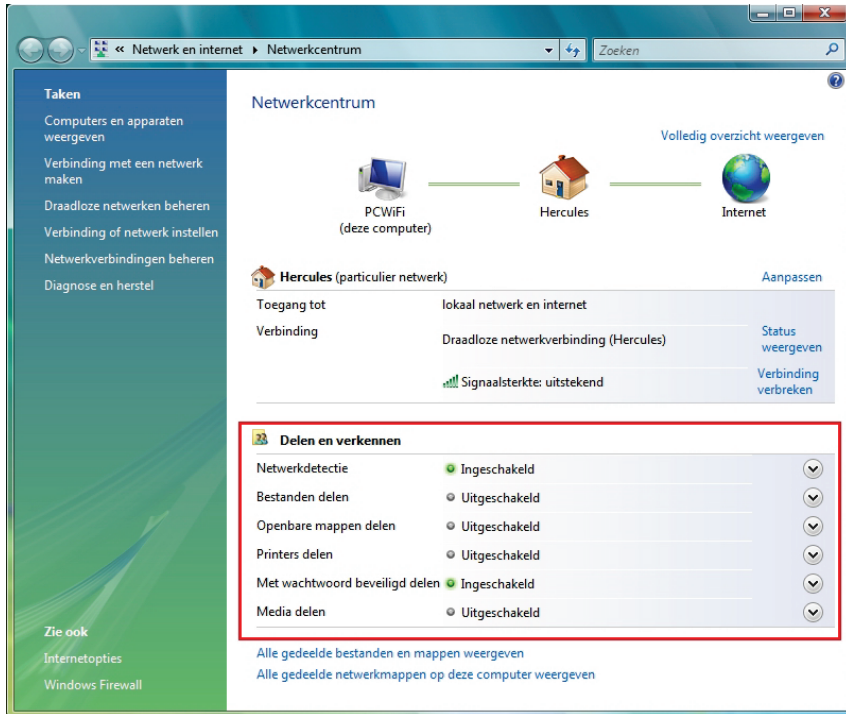 « Netwerk en internet ▸ Netwerkcentrum
Zoeken
Taken
Computers en apparaten
weergeven
Verbinding met een netwerk
maken
Draadloze netwerken beheren
Verbinding of netwerk instellen
Netwerkverbindingen beheren
Diagnose en herstel
Zie ook
Internetopties
Windows Firewall
Netwerkcentrum
Volledig overzicht weergeven
PCWiFi
(deze computer)
Hercules
Internet
Hercules (particulier netwerk)
Aanpassen
Toegang tot
lokaal netwerk en internet
Verbinding
Draadloze netwerkverbinding (Hercules)
Status
weergeven
Signaalsterkte: uitstekend
Verbinding
verbreken
Delen en verkennen
Netwerkdetectie
Ingeschakeld
Bestanden delen
Uitgeschakeld
Openbare mappen delen
Uitgeschakeld
Printers delen
Uitgeschakeld
Met wachtwoord beveiligd delen
Ingeschakeld
Media delen
Uitgeschakeld
Alle gedeelde bestanden en mappen weergeven
Alle gedeelde netwerkmappen op deze computer weergeven